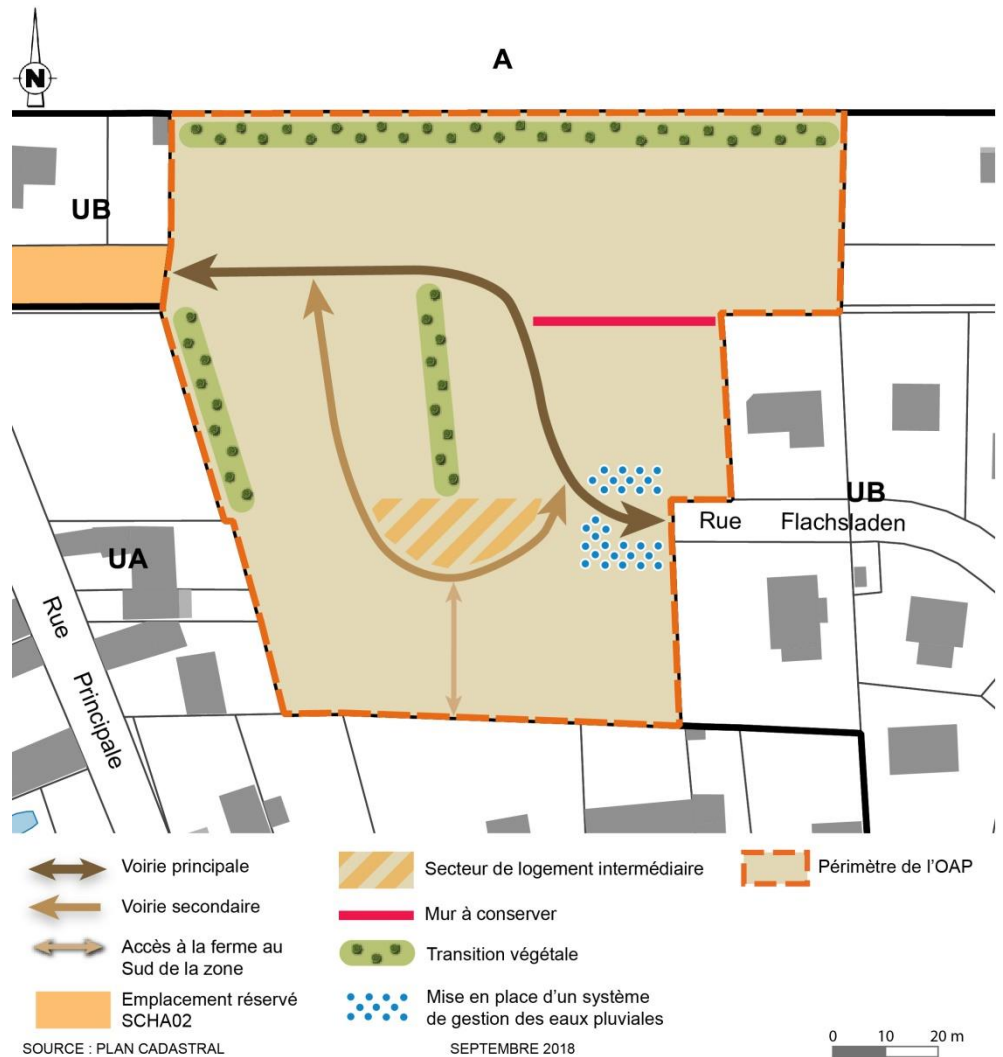 A
N
UB
UB
Rue Flachsladen
UA
Rue Principale
Voirie principale
Voirie secondaire
Accès à la ferme au
Sud de la zone
Emplacement réservé
SCHA02
Secteur de logement intermédiaire
Mur à conserver
Transition végétale
Mise en place d'un système
de gestion des eaux pluviales
Périmètre de l'OAP
SOURCE : PLAN CADASTRAL
SEPTEMBRE 2018
0 10 20 m